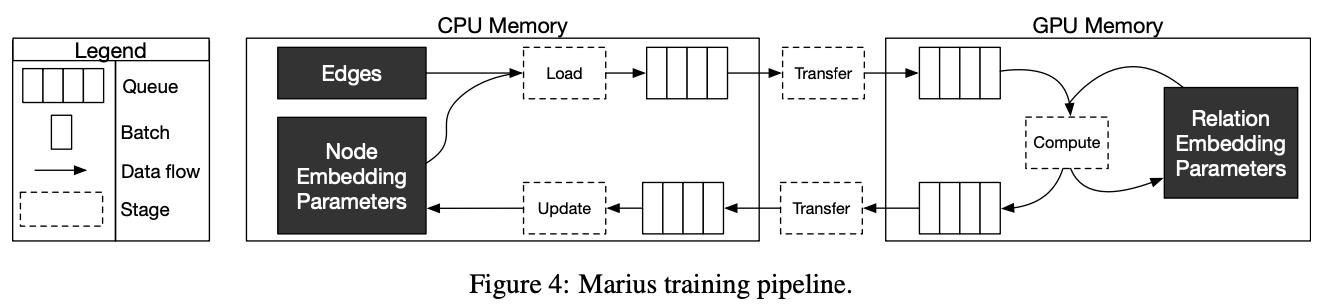 Legend
Queue
Batch
Data flow
Stage
CPU Memory
Edges
Load
Transfer
Node
Embedding
Parameters
Update
Transfer
GPU Memory
Compute
Relation
Embedding
Parameters
Figure 4: Marius training pipeline.